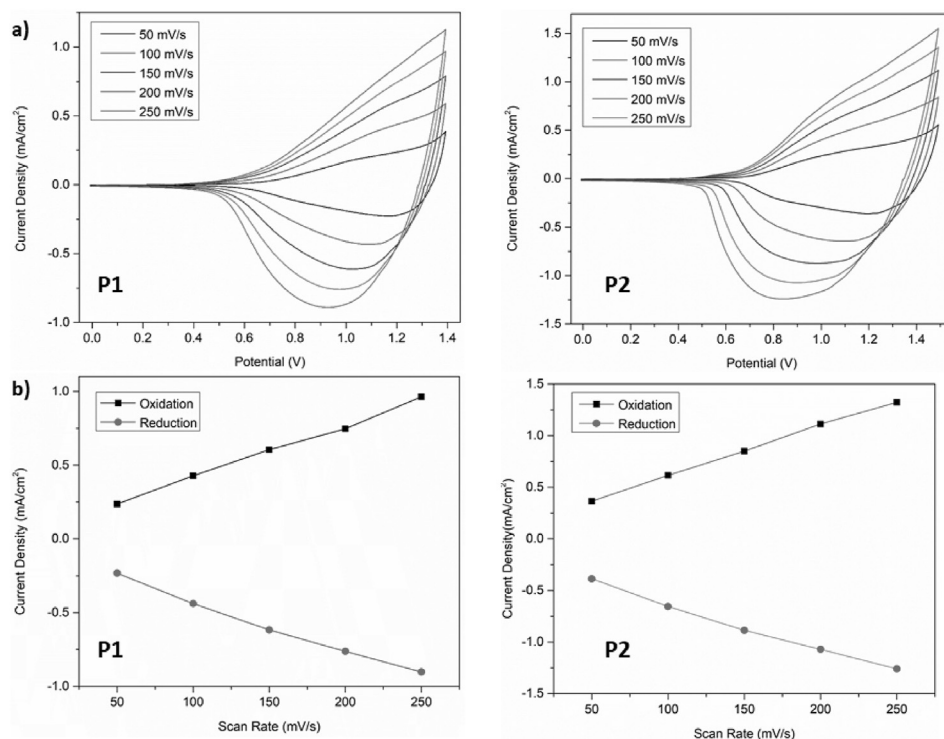 a)
50 mV/s
100 mV/s
150 mV/s
200 mV/s
250 mV/s
Current Density (mA/cm²)
1.0
0.5
0.0
-0.5
-1.0
P1
0.0 0.2 0.4 0.6 0.8 1.0 1.2 1.4
Potential (V)
50 mV/s
100 mV/s
150 mV/s
200 mV/s
250 mV/s
Current Density (mA/cm²)
1.5
1.0
0.5
0.0
-0.5
-1.0
-1.5
P2
0.0 0.2 0.4 0.6 0.8 1.0 1.2 1.4
Potential (V)
b)
Oxidation
Reduction
Current Density (mA/cm²)
1.0
0.5
0.0
-0.5
-1.0
P1
50 100 150 200 250
Scan Rate (mV/s)
Oxidation
Reduction
Current Density(mA/cm²)
1.5
1.0
0.5
0.0
-0.5
-1.0
-1.5
P2
50 100 150 200 250
Scan Rate (mV/s)